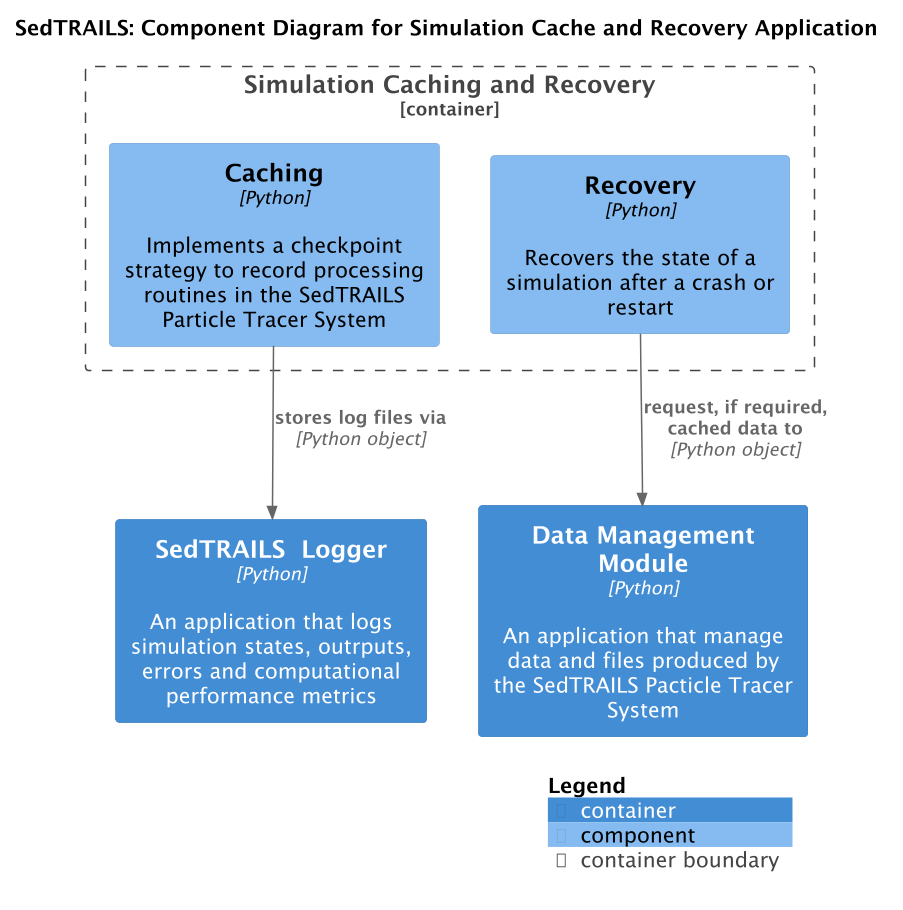 SedTRAILS: Component Diagram for Simulation Cache and Recovery Application
Simulation Caching and Recovery
[container]
Caching
[Python]
Implements a checkpoint
strategy to record processing
routines in the SedTRAILS
Particle Tracer System
Recovery
[Python]
Recovers the state of a
simulation after a crash or
restart
stores log files via
[Python object]
request, if required,
cached data to
[Python object]
SedTRAILS  Logger
[Python]
An application that logs
simulation states, outrputs,
errors and computational
performance metrics
Data Management
Module
[Python]
An application that manage
data and files produced by
the SedTRAILS Pacticle Tracer
System
Legend
container
component
container boundary